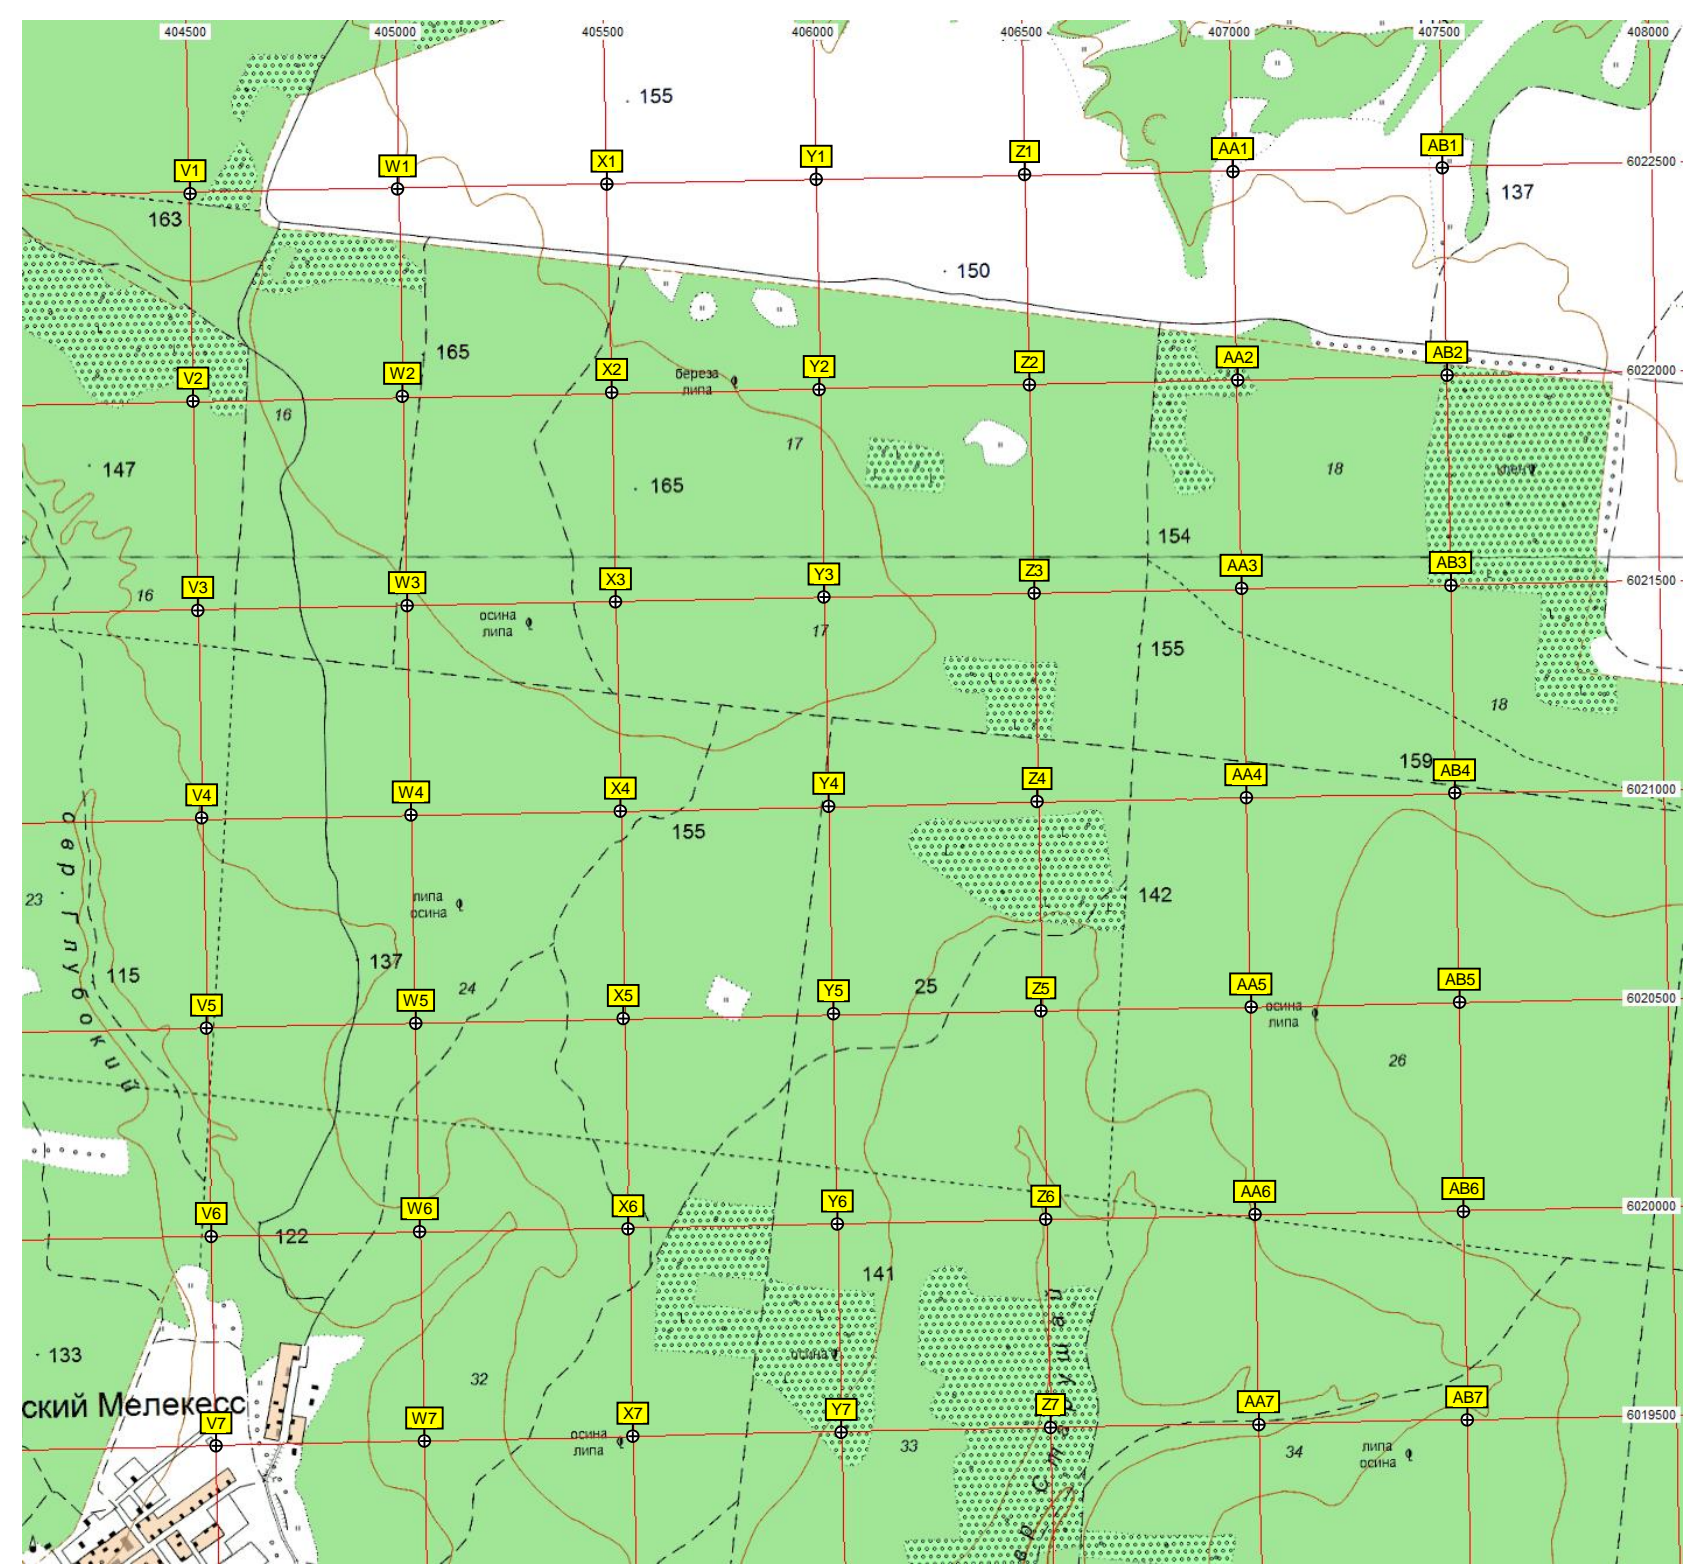 404500 405000 405500 406000 406500 407000 407500 408000
155
V1 W1 X1 Y1 Z1 AA1 AB1 6022500
163 137
150
165
V2 W2 X2 Y2 Z2 AA2 AB2 6022000
береза
липа
16 17
147 165 18 клен
154
V3 W3 X3 Y3 Z3 AA3 AB3 6021500
16
осина
липа
17
155
18
159
V4 W4 X4 Y4 Z4 AA4 AB4 6021000
155
142
23
липа
осина
овр. Глубокий
115 137 24 25
V5 W5 X5 Y5 Z5 AA5 AB5 6020500
осина
липа
26
V6 W6 X6 Y6 Z6 AA6 AB6 6020000
122
141
133
осина
32
ский Мелекесс
V7 W7 X7 Y7 Z7 AA7 AB7 6019500
осина
липа
33 34
липа
осина